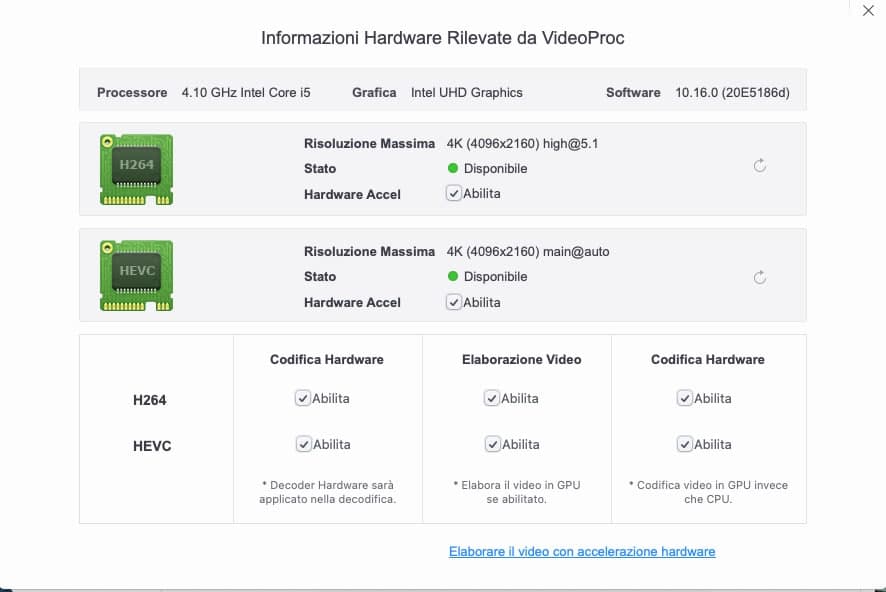 Informazioni Hardware Rilevate da VideoProc
Processore 4.10 GHz Intel Core i5 Grafica Intel UHD Graphics Software 10.16.0 (20E5186d)
H264
Risoluzione Massima 4K (4096x2160) high@5.1
Stato Disponibile
Hardware Accel Abilita
HEVC
Risoluzione Massima 4K (4096x2160) main@auto
Stato Disponibile
Hardware Accel Abilita
Codifica Hardware Elaborazione Video Codifica Hardware
H264 Abilita Abilita Abilita
HEVC Abilita Abilita Abilita
* Decoder Hardware sarà * Elabora il video in GPU * Codifica video in GPU invece
applicato nella decodifica. se abilitato. che CPU.
Elaborare il video con accelerazione hardware